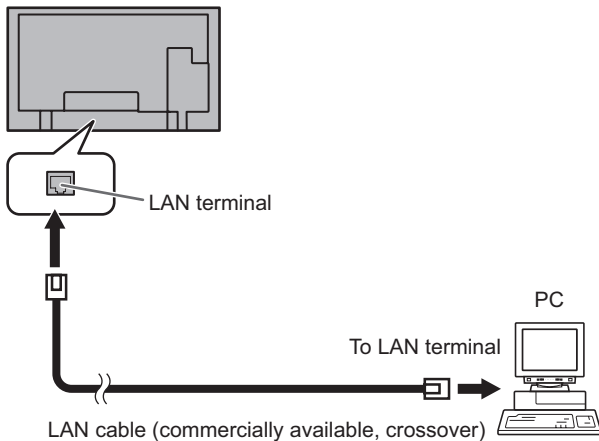 LAN terminal
PC
To LAN terminal
LAN cable (commercially available, crossover)